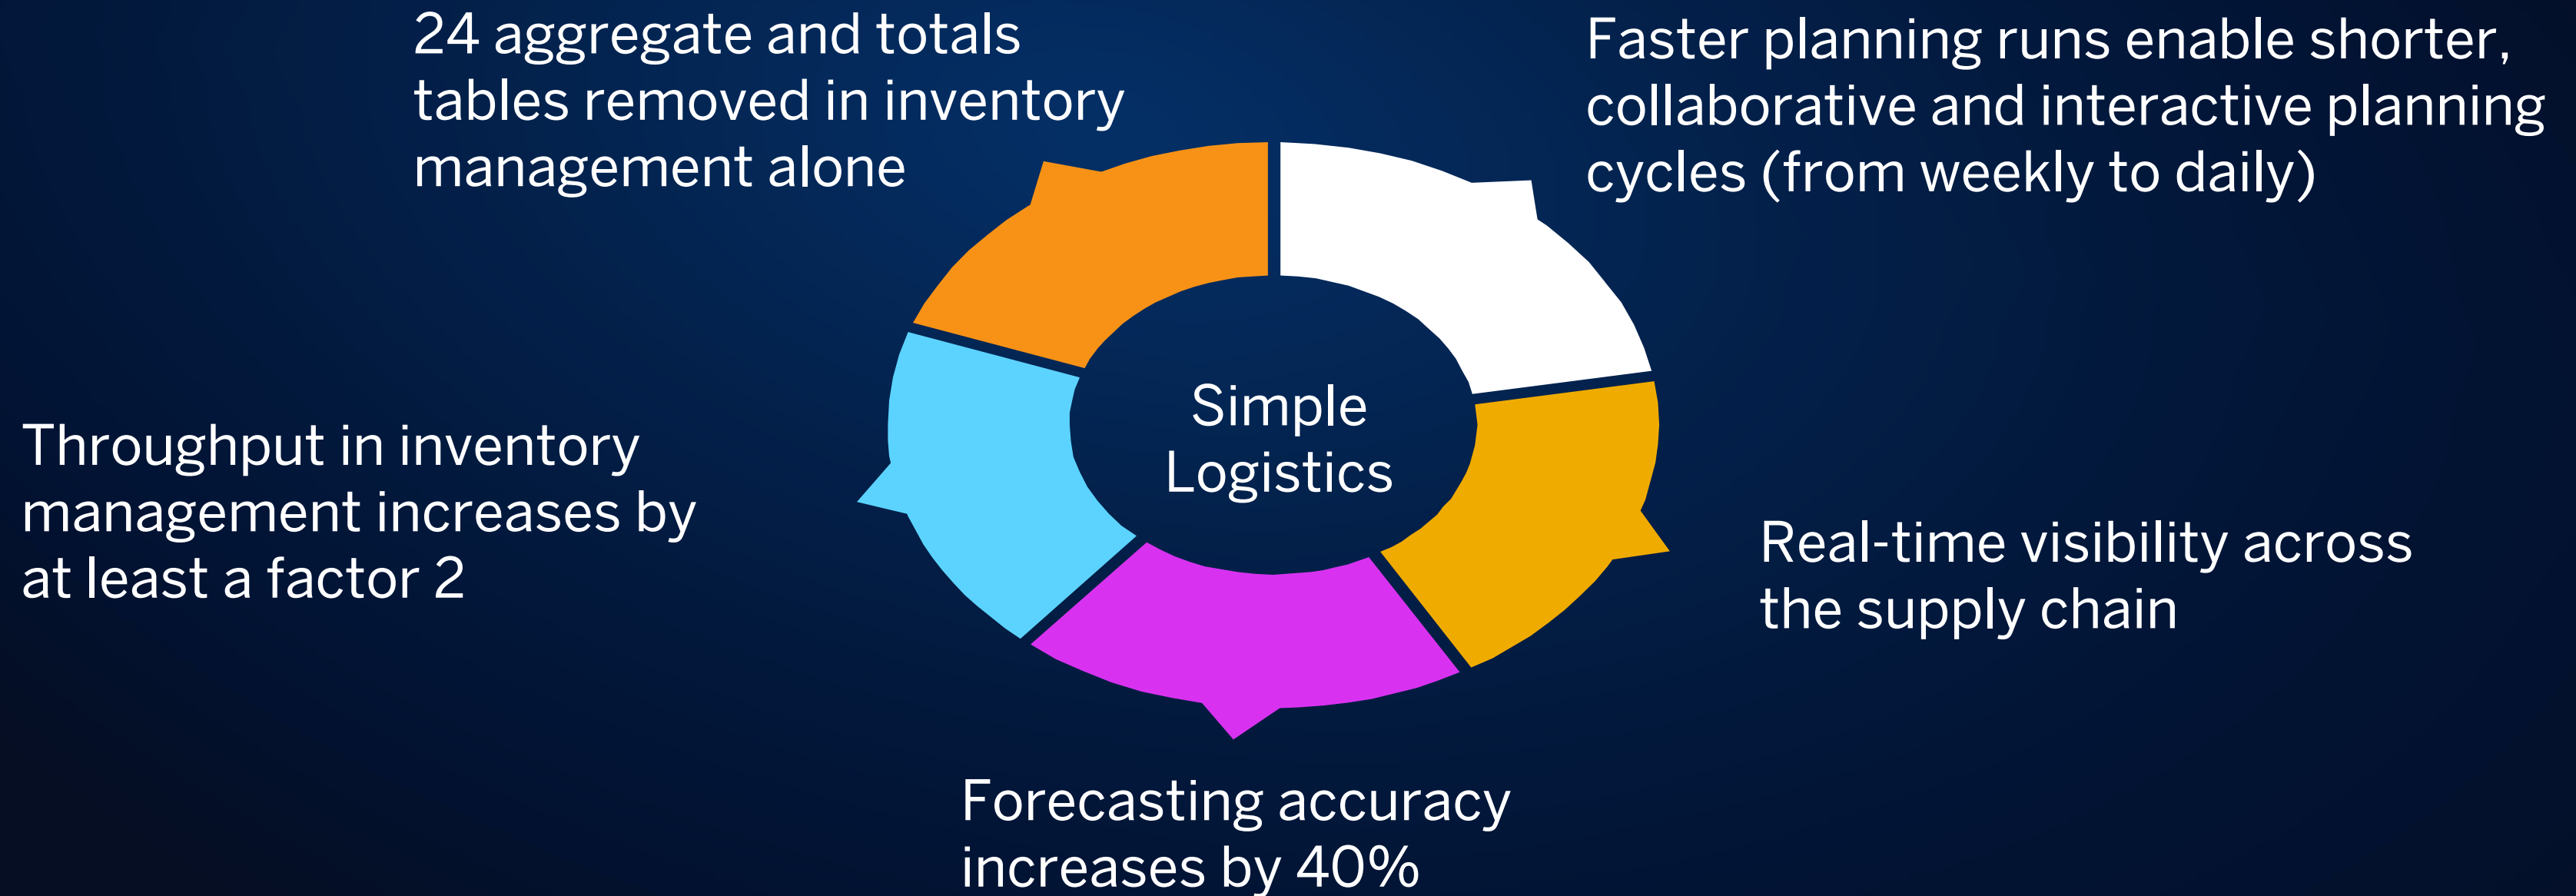 24 aggregate and totals
tables removed in inventory
management alone
Faster planning runs enable shorter,
collaborative and interactive planning
cycles (from weekly to daily)
Simple
Logistics
Throughput in inventory
management increases by
at least a factor 2
Real-time visibility across
the supply chain
Forecasting accuracy
increases by 40%